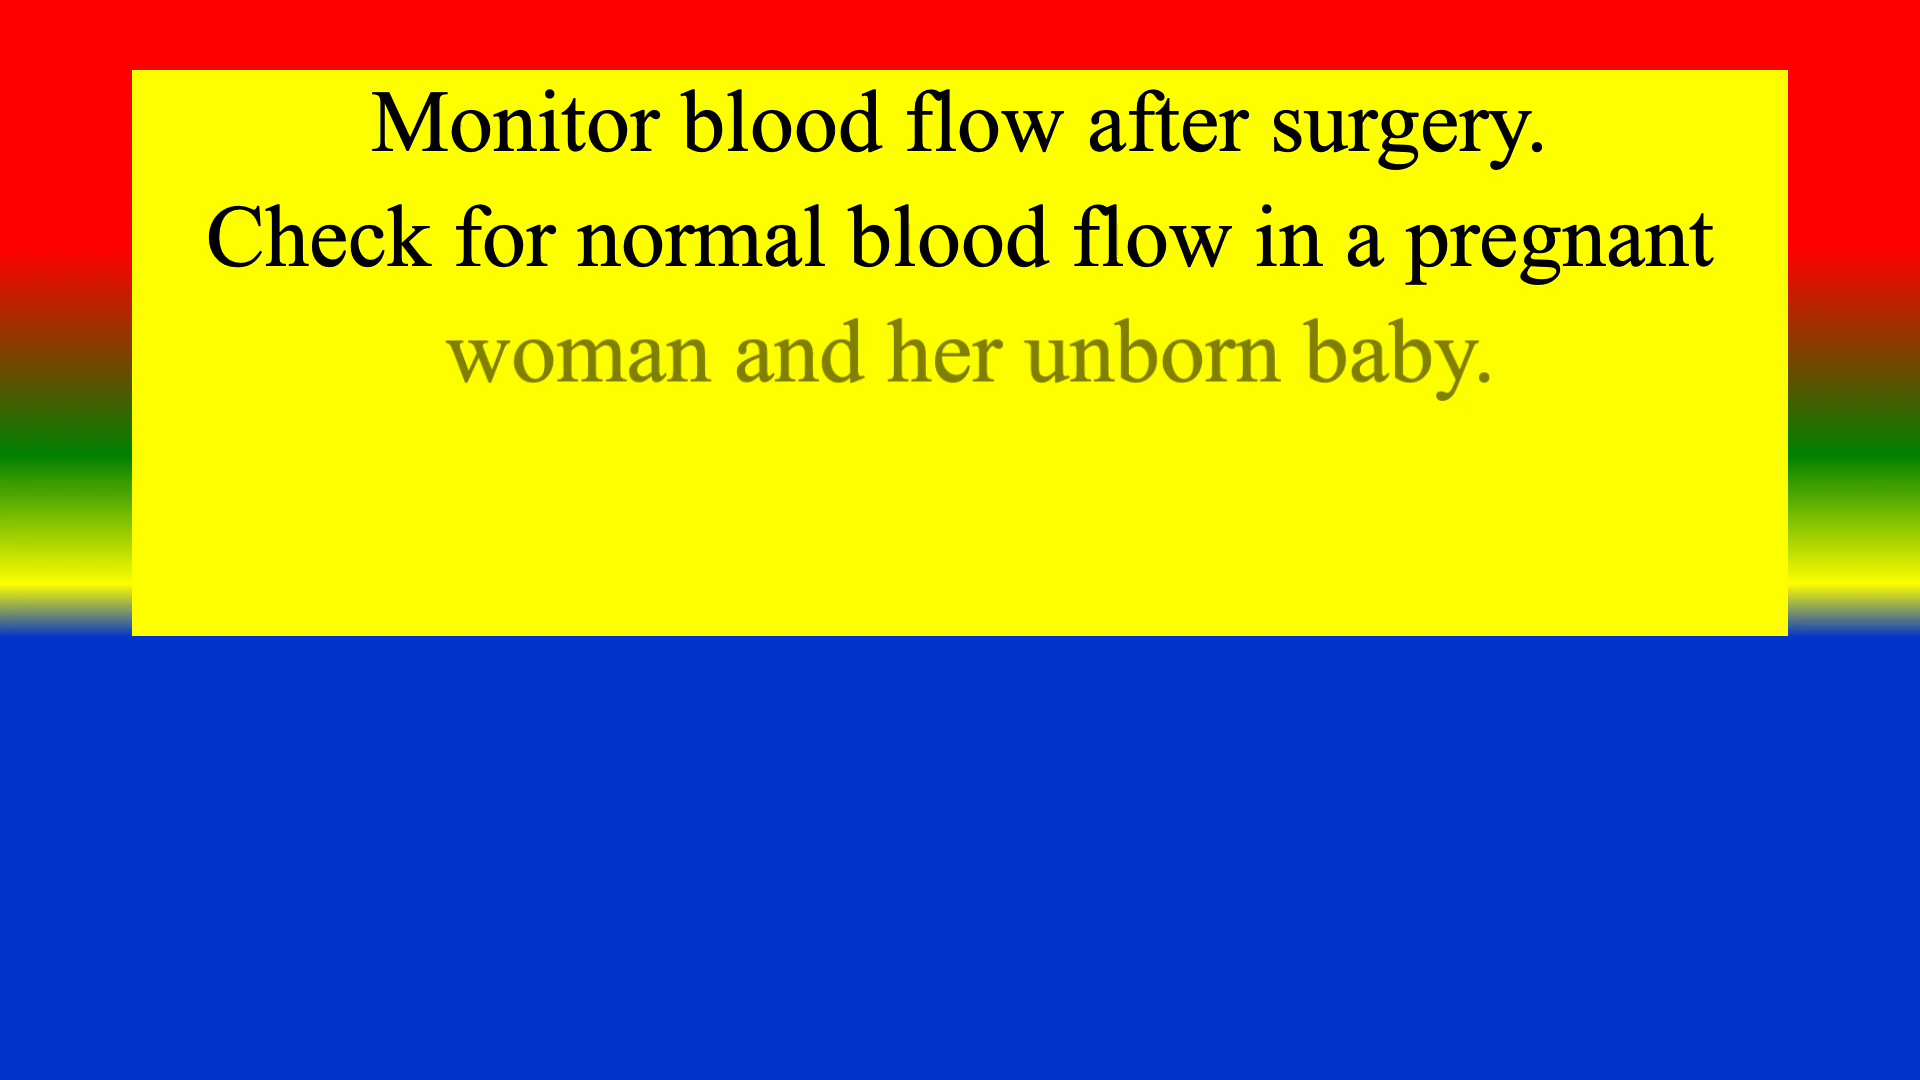 Monitor blood flow after surgery.
Check for normal blood flow in a pregnant
woman and her unborn baby.